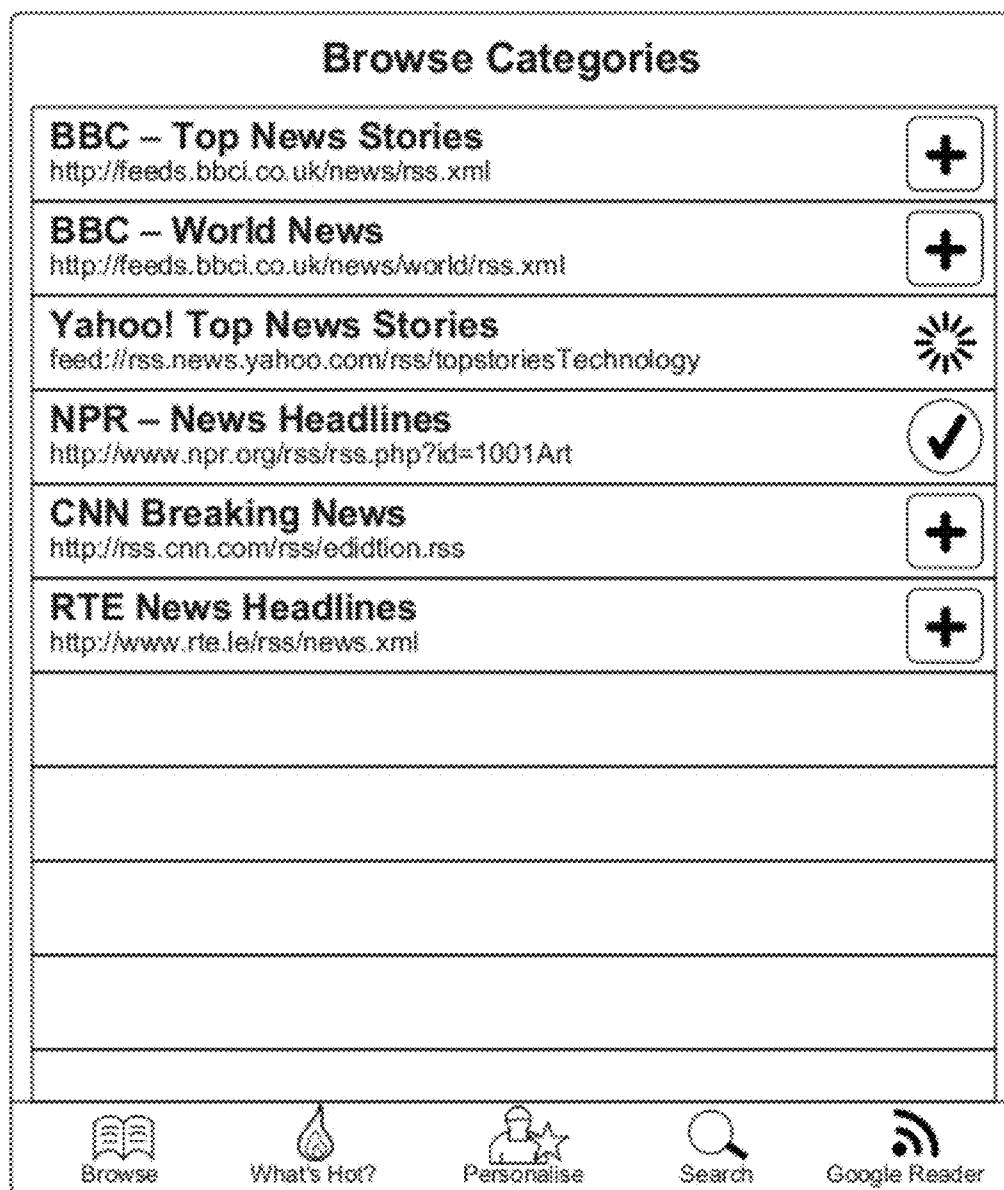 Browse Categories
BBC – Top News Stories
http://feeds.bbci.co.uk/news/rss.xml
BBC – World News
http://feeds.bbci.co.uk/news/world/rss.xml
Yahoo! Top News Stories
feed://rss.news.yahoo.com/rss/topstoriesTechnology
NPR – News Headlines
http://www.npr.org/rss/rss.php?id=1001Art
CNN Breaking News
http://rss.cnn.com/rss/edidtion.rss
RTE News Headlines
http://www.rte.le/rss/news.xml
Browse What's Hot? Personalise Search Google Reader